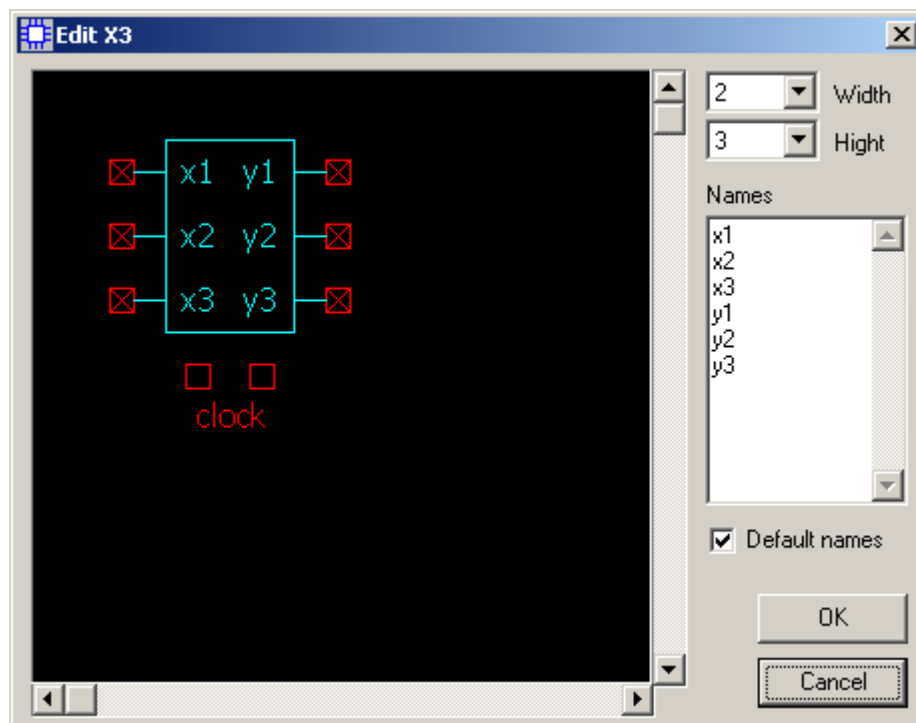 Edit X3
x1 y1
x2 y2
x3 y3
clock
2 Width
3 Hight
Names
x1
x2
x3
y1
y2
y3
Default names
OK
Cancel